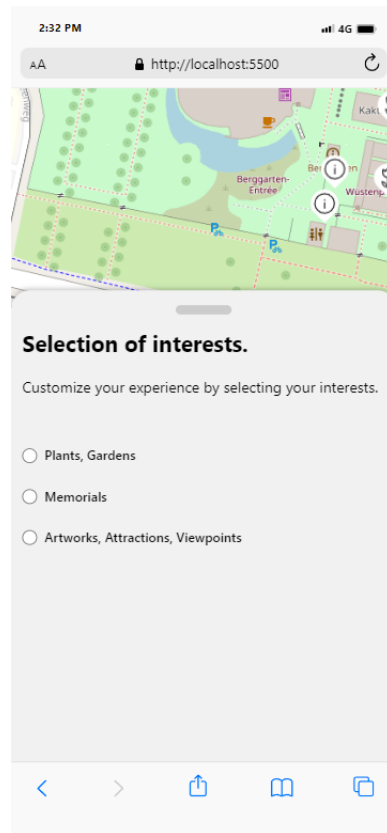 2:32 PM
4G
AA
http://localhost:5500
Berggarten-
Entrée
Selection of interests.
Customize your experience by selecting your interests.
Plants, Gardens
Memorials
Artworks, Attractions, Viewpoints